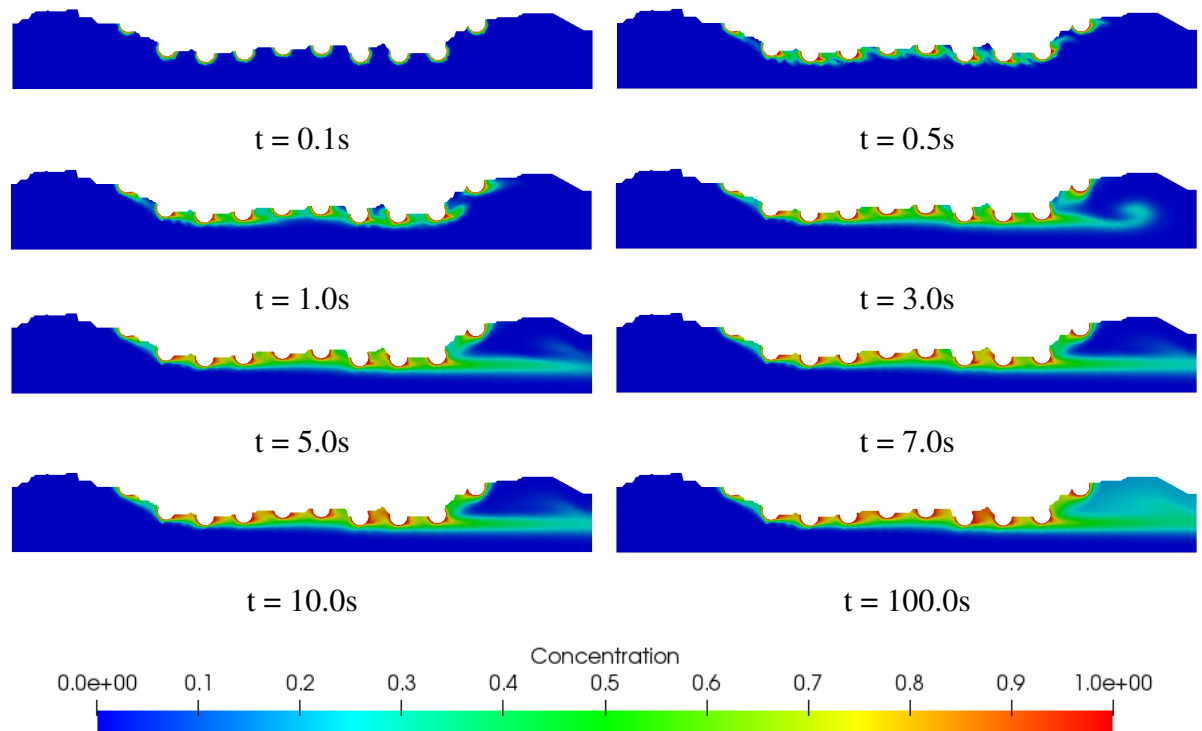 t = 0.1s
t = 0.5s
t = 1.0s
t = 3.0s
t = 5.0s
t = 7.0s
t = 10.0s
t = 100.0s
Concentration
0.0e+00 0.1 0.2 0.3 0.4 0.5 0.6 0.7 0.8 0.9 1.0e+00